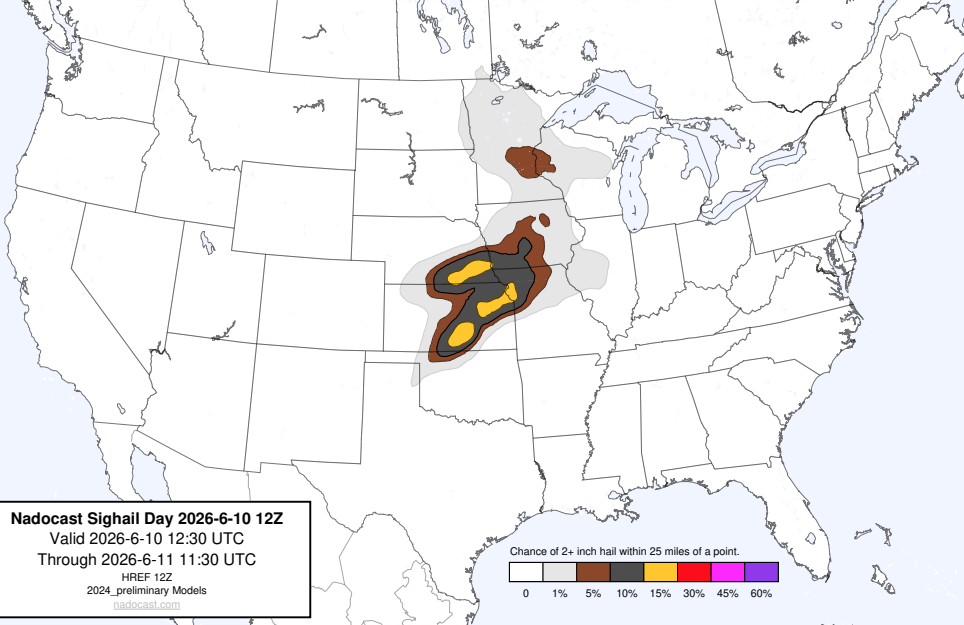 Nadocast Sighail Day 2026-6-10 12Z
Valid 2026-6-10 12:30 UTC
Through 2026-6-11 11:30 UTC
HREF 12Z
2024_preliminary Models
nadocast.com
Chance of 2+ inch hail within 25 miles of a point.
0 1% 5% 10% 15% 30% 45% 60%